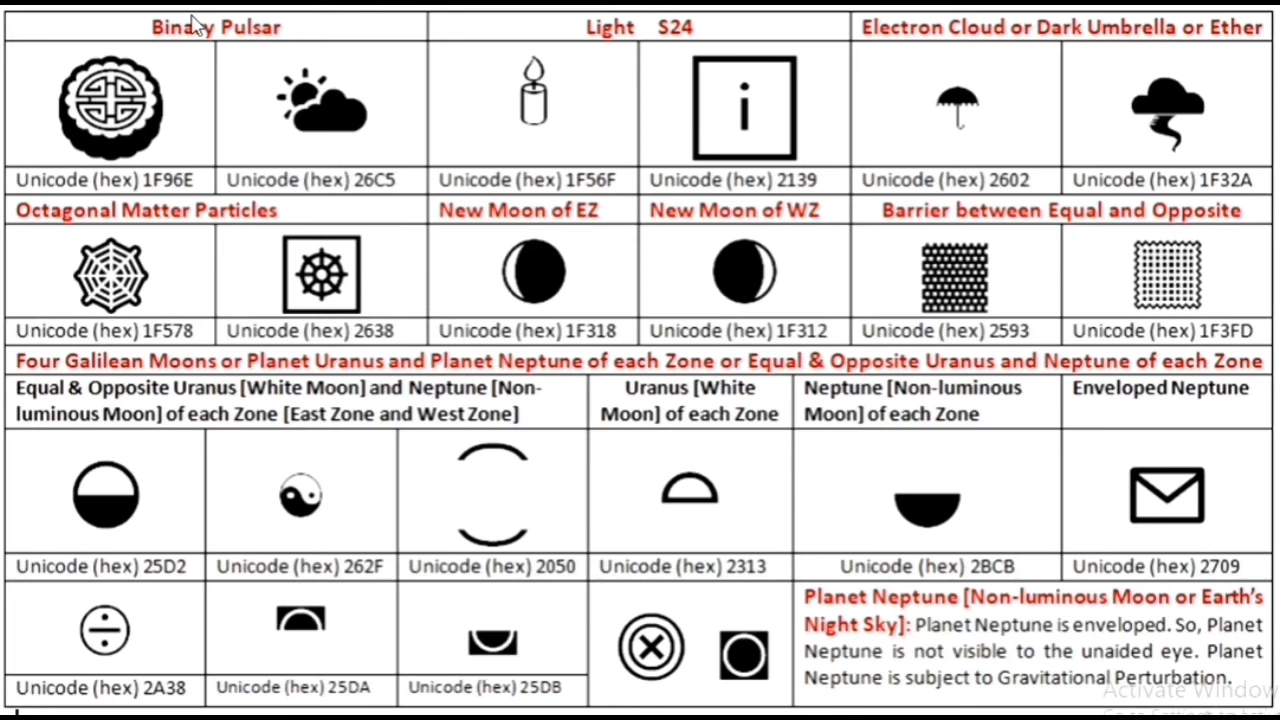 Binary Pulsar
Light S24
Electron Cloud or Dark Umbrella or Ether
i
Unicode (hex) 1F96E
Unicode (hex) 26C5
Unicode (hex) 1F56F
Unicode (hex) 2139
Unicode (hex) 2602
Unicode (hex) 1F32A
Octagonal Matter Particles
New Moon of EZ
New Moon of WZ
Barrier between Equal and Opposite
Unicode (hex) 1F578
Unicode (hex) 2638
Unicode (hex) 1F318
Unicode (hex) 1F312
Unicode (hex) 2593
Unicode (hex) 1F3FD
Four Galilean Moons or Planet Uranus and Planet Neptune of each Zone or Equal & Opposite Uranus and Neptune of each Zone
Equal & Opposite Uranus [White Moon] and Neptune [Non-
luminous Moon] of each Zone [East Zone and West Zone]
Uranus [White
Moon] of each Zone
Neptune [Non-luminous
Moon] of each Zone
Enveloped Neptune
Unicode (hex) 25D2
Unicode (hex) 262F
Unicode (hex) 2050
Unicode (hex) 2313
Unicode (hex) 2BCB
Unicode (hex) 2709
Unicode (hex) 2A38
Unicode (hex) 25DA
Unicode (hex) 25DB
Planet Neptune [Non-luminous Moon or Earth's
Night Sky]: Planet Neptune is enveloped. So, Planet
Neptune is not visible to the unaided eye. Planet
Neptune is subject to Gravitational Perturbation.
Activate Window